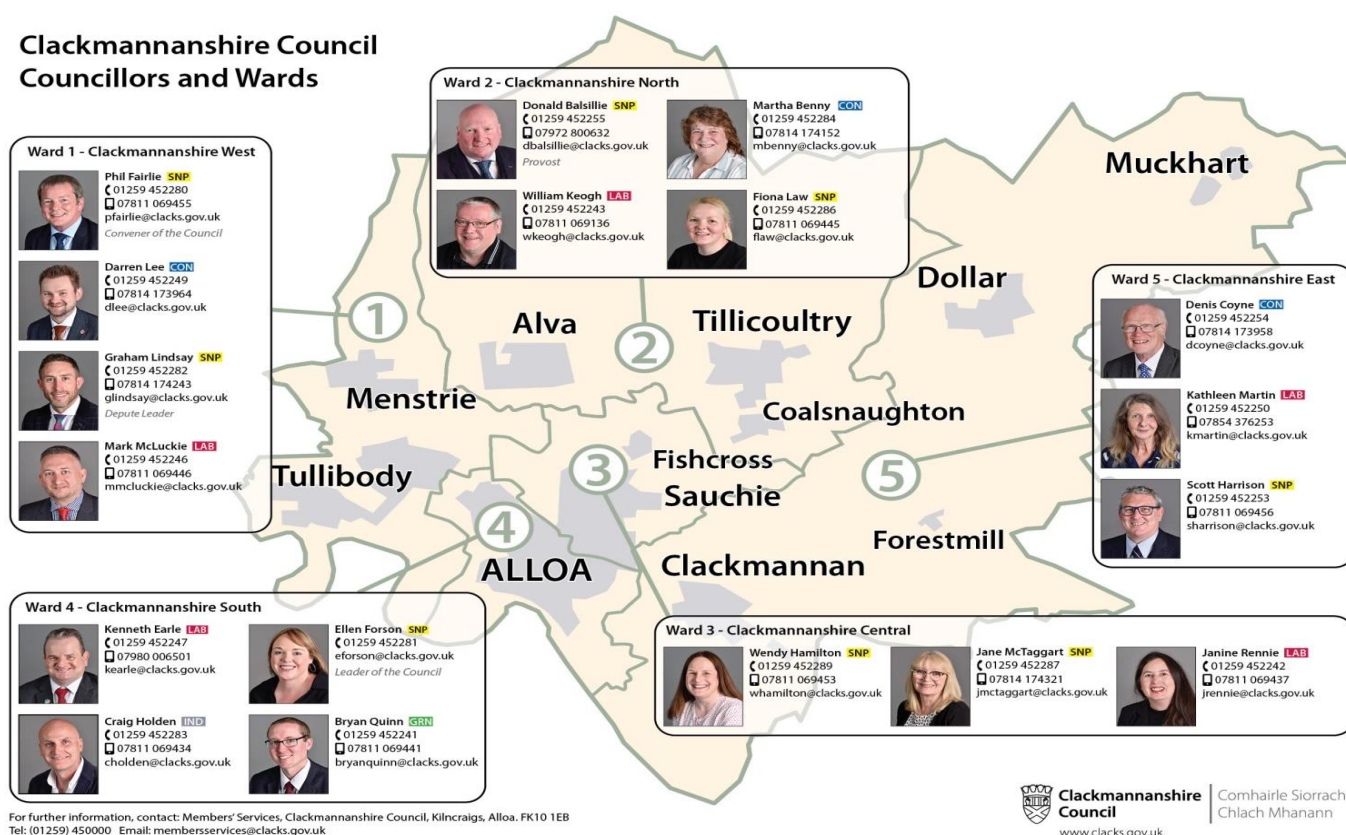 Clackmannanshire Council
Councillors and Wards
Ward 1 - Clackmannanshire West
Phil Fairlie SNP
01259 452280
07811 069455
pfairlie@clacks.gov.uk
Convener of the Council
Darren Lee CON
01259 452249
07814 173964
dlee@clacks.gov.uk
Graham Lindsay SNP
01259 452282
07814 174243
glindsay@clacks.gov.uk
Depute Leader
Mark McLuckie LAB
01259 452246
07811 069446
mmcluckie@clacks.gov.uk
Ward 2 - Clackmannanshire North
Donald Balsillie SNP
01259 452255
07972 800632
dbalsillie@clacks.gov.uk
Provost
Martha Benny CON
01259 452284
07814 174152
mbenny@clacks.gov.uk
William Keogh LAB
01259 452243
07811 069136
wkeogh@clacks.gov.uk
Fiona Law SNP
01259 452286
07811 069445
flaw@clacks.gov.uk
Muckhart
Dollar
Alva
Tillicoultry
Menstrie
Coalsnaughton
Tullibody
Fishcross
Sauchie
Forestmill
ALLOA
Clackmannan
1
2
3
4
5
Ward 5 - Clackmannanshire East
Denis Coyne CON
01259 452254
07814 173958
dcoyne@clacks.gov.uk
Kathleen Martin LAB
01259 452250
07854 376253
kmartin@clacks.gov.uk
Scott Harrison SNP
01259 452253
07811 069456
sharrison@clacks.gov.uk
Ward 4 - Clackmannanshire South
Kenneth Earle LAB
01259 452247
07980 006501
kearle@clacks.gov.uk
Ellen Forson SNP
01259 452281
eforson@clacks.gov.uk
Leader of the Council
Craig Holden IND
01259 452283
07811 069434
cholden@clacks.gov.uk
Bryan Quinn GRN
01259 452241
07811 069441
bryanquinn@clacks.gov.uk
Ward 3 - Clackmannanshire Central
Wendy Hamilton SNP
01259 452289
07811 069453
whamilton@clacks.gov.uk
Jane McTaggart SNP
01259 452287
07814 174321
jmctaggart@clacks.gov.uk
Janine Rennie LAB
01259 452242
07811 069437
jrennie@clacks.gov.uk
For further information, contact: Members' Services, Clackmannanshire Council, Kilncraigs, Alloa. FK10 1EB
Tel: (01259) 450000 Email: membersservices@clacks.gov.uk
Clackmannanshire
Council
Comhairle Siorrachd
Chlach Mhanann
www.clacks.gov.uk